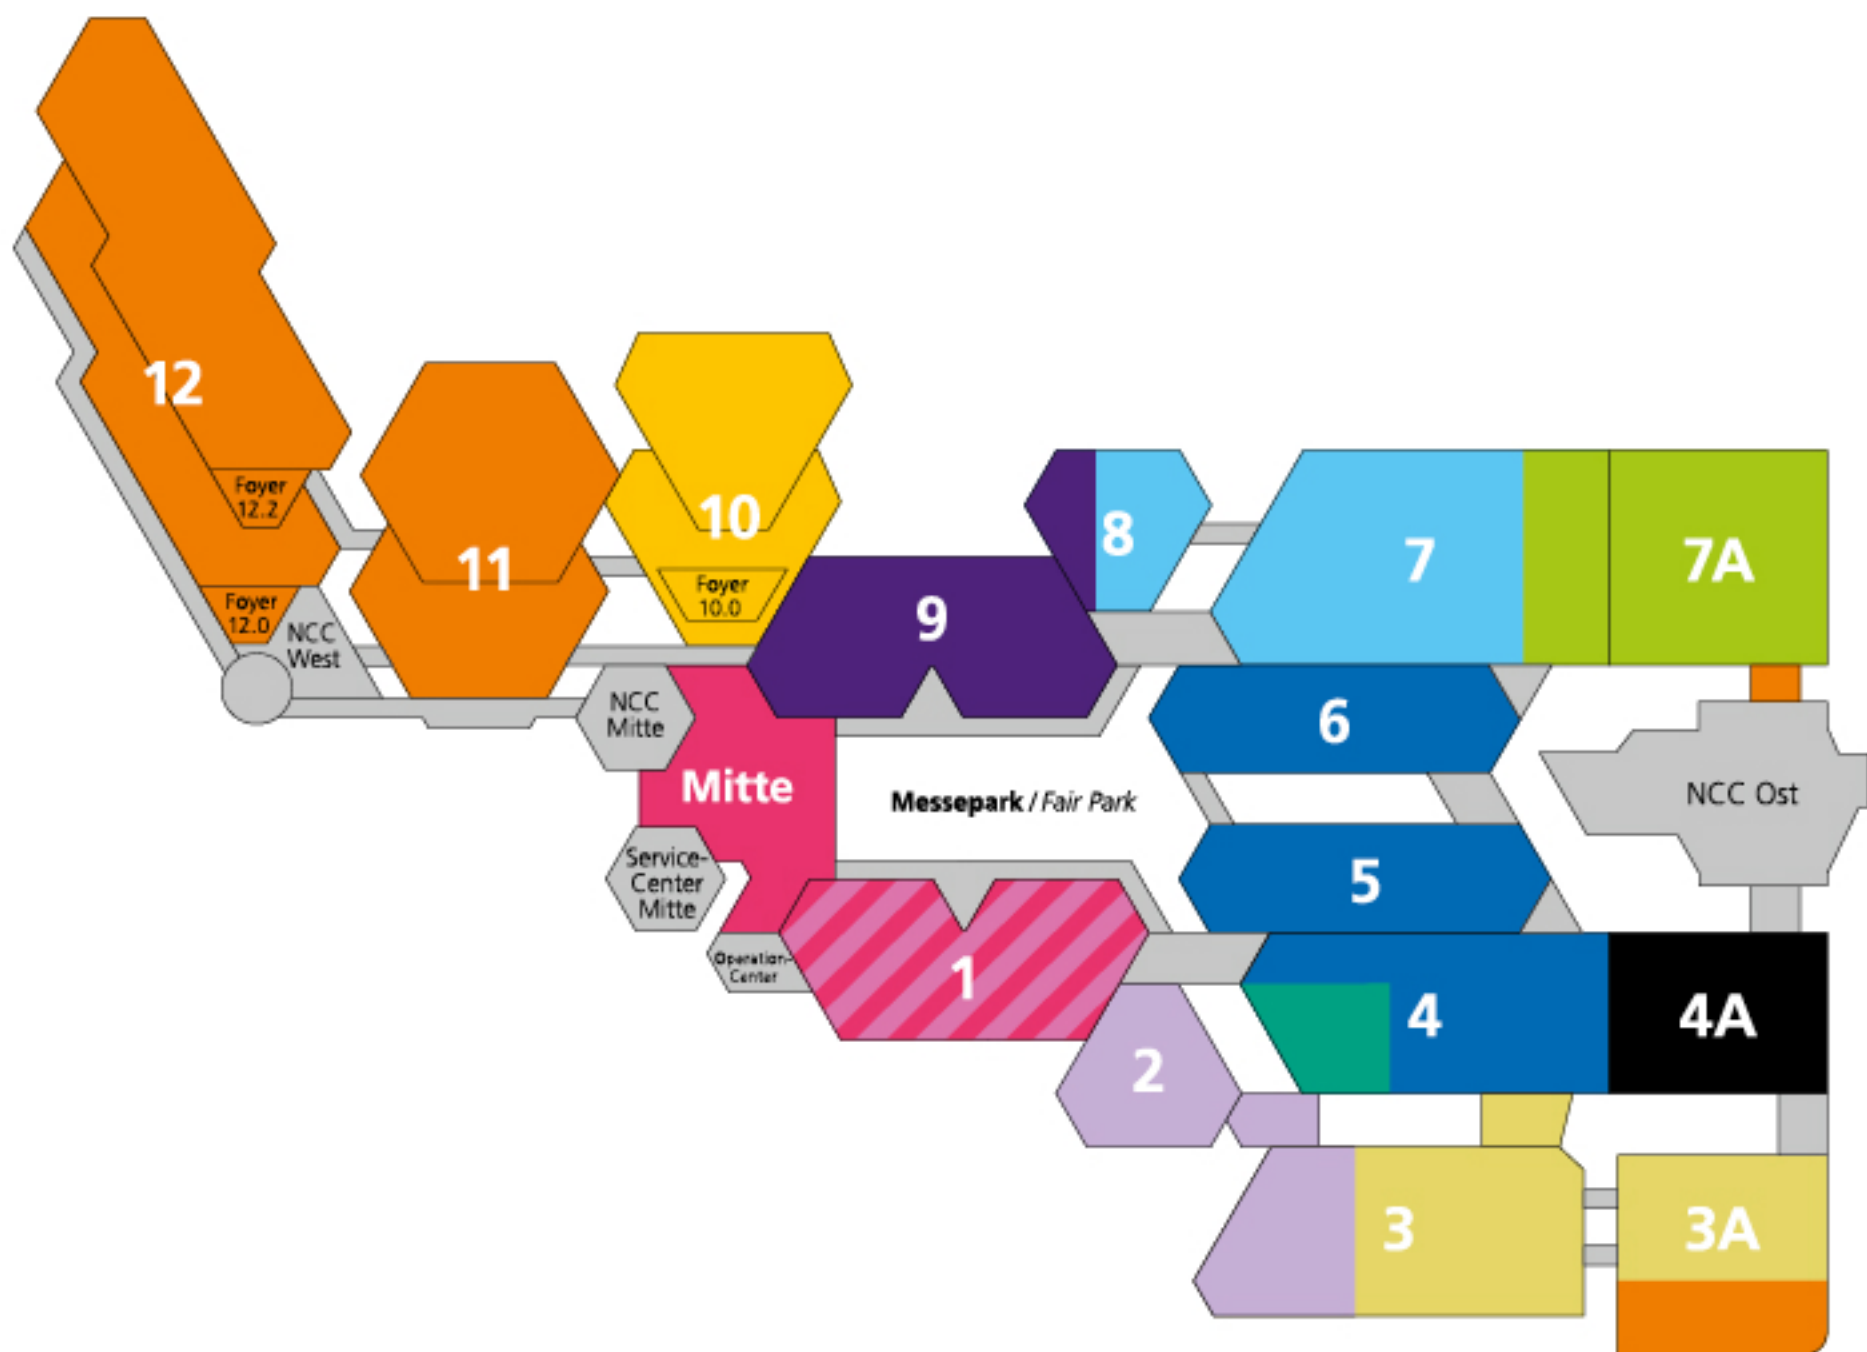 12
Foyer
12.2
Foyer
12.0
NCC
West
11
10
Foyer
10.0
9
8
7
7A
NCC
Mitte
Mitte
Messepark / Fair Park
6
NCC Ost
Service-
Center
Mitte
5
Operation-
Center
1
4
4A
2
3
3A